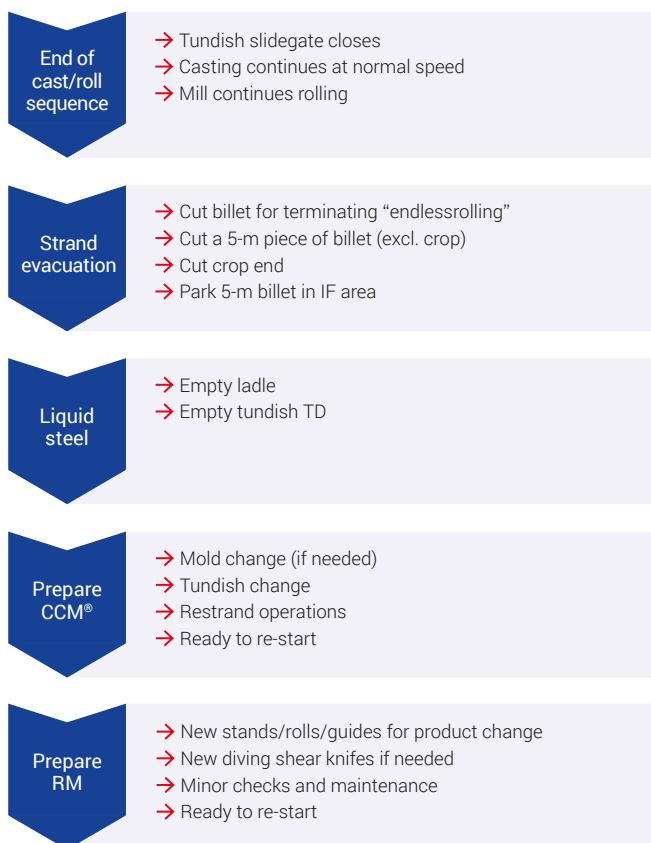 End of
cast/roll
sequence
→ Tundish slidegate closes
→ Casting continues at normal speed
→ Mill continues rolling
Strand
evacuation
→ Cut billet for terminating “endlessrolling”
→ Cut a 5-m piece of billet (excl. crop)
→ Cut crop end
→ Park 5-m billet in IF area
Liquid
steel
→ Empty ladle
→ Empty tundish TD
Prepare
CCM®
→ Mold change (if needed)
→ Tundish change
→ Restrand operations
→ Ready to re-start
Prepare
RM
→ New stands/rolls/guides for product change
→ New diving shear knifes if needed
→ Minor checks and maintenance
→ Ready to re-start